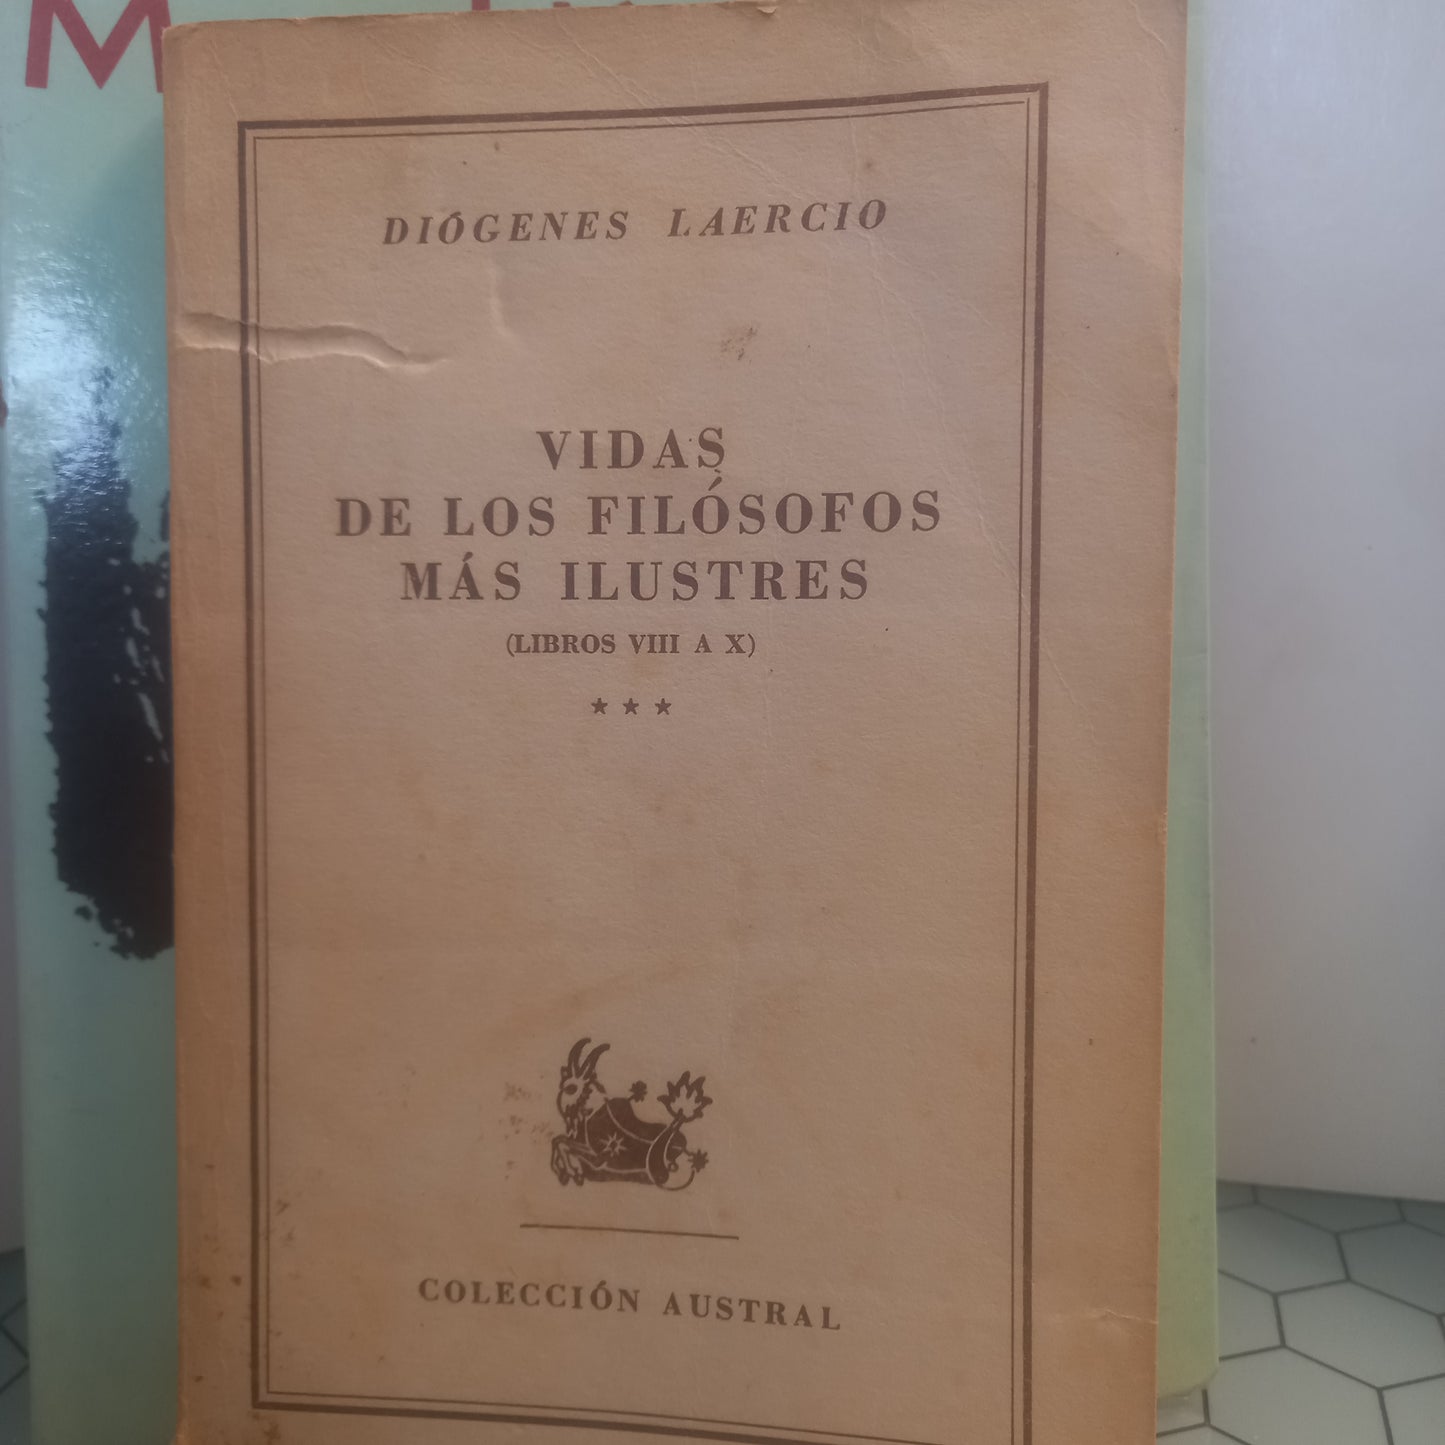 DIÓGENES LAERCIO
VIDAS
DE LOS FILÓSOFOS
MÁS ILUSTRES
(LIBROS VIII A X)
★ ★ ★
COLECCIÓN AUSTRAL